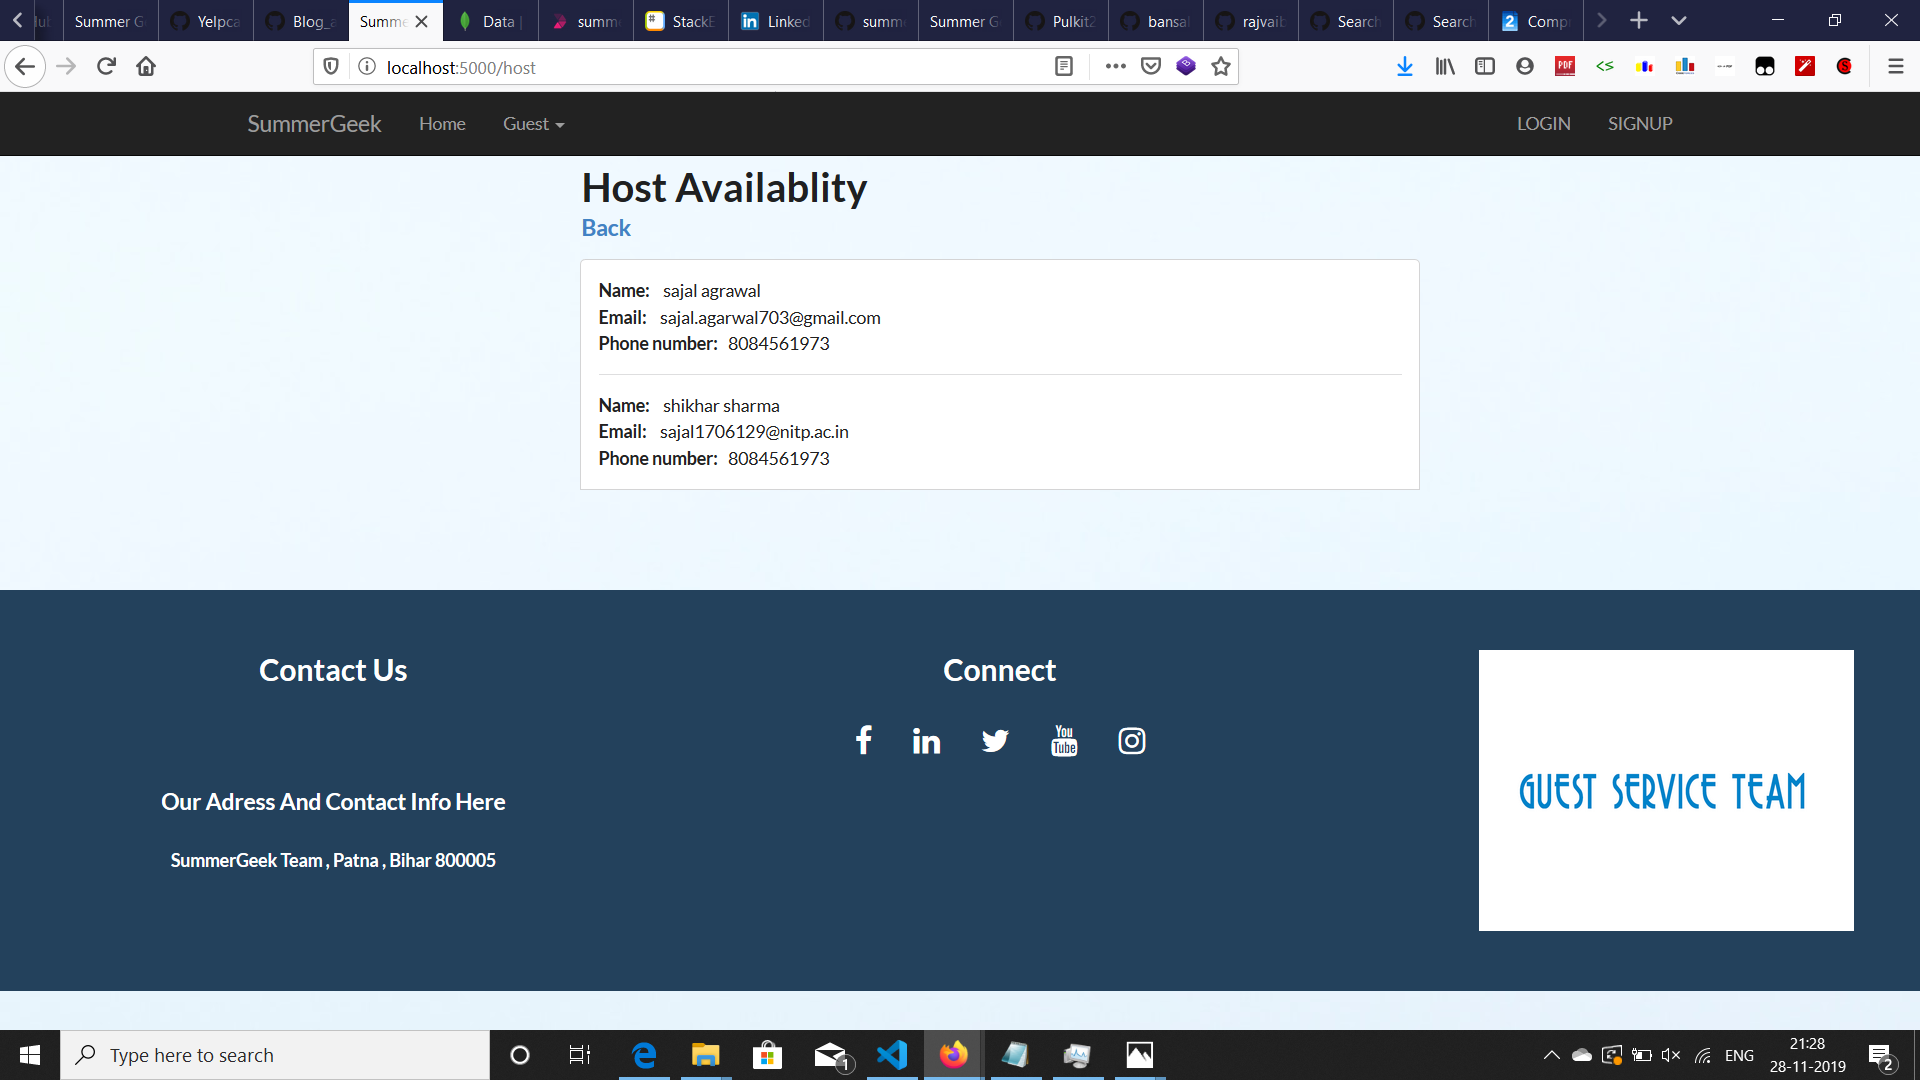 Summer G
Yelpca
Blog_a
Summe
Data |
summ
StackE
Linked
summ
Summer G
Pulkit2
bansal
rajvaib
Search
Search
Comp
localhost:5000/host
SummerGeek
Home
Guest
LOGIN
SIGNUP
Host Availablity
Back
Name: sajal agrawal
Email: sajal.agarwal703@gmail.com
Phone number: 8084561973
Name: shikhar sharma
Email: sajal1706129@nitp.ac.in
Phone number: 8084561973
Contact Us
Our Adress And Contact Info Here
SummerGeek Team , Patna , Bihar 800005
Connect
You
Tube
GUEST SERVICE TEAM
Type here to search
1
ENG
21:28
28-11-2019
2